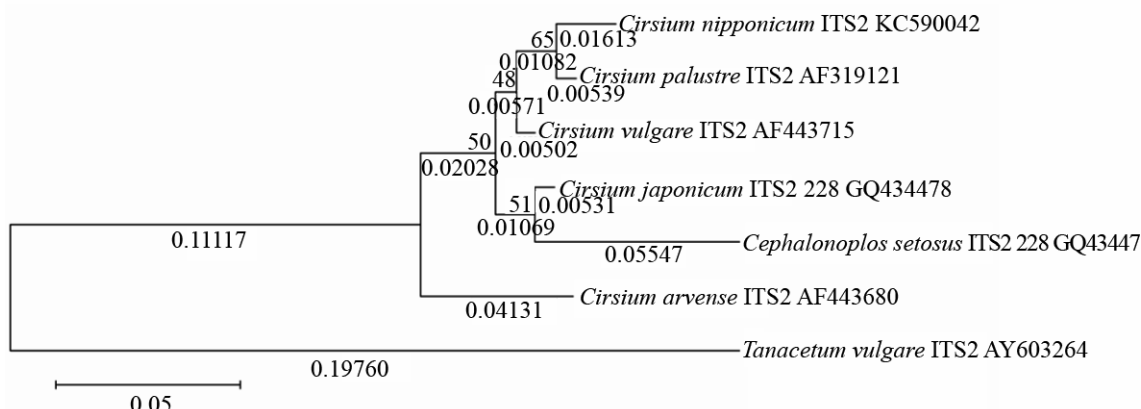 Cirsium nipponicum ITS2 KC590042
65
0.01613
0.01082
Cirsium palustre ITS2 AF319121
48
0.00539
0.00571
Cirsium vulgare ITS2 AF443715
50
0.00502
0.02028
Cirsium japonicum ITS2 228 GQ434478
51
0.00531
0.01069
0.11117
Cephalonoplos setosus ITS2 228 GQ43447
0.05547
Cirsium arvense ITS2 AF443680
0.04131
Tanacetum vulgare ITS2 AY603264
0.19760
0.05